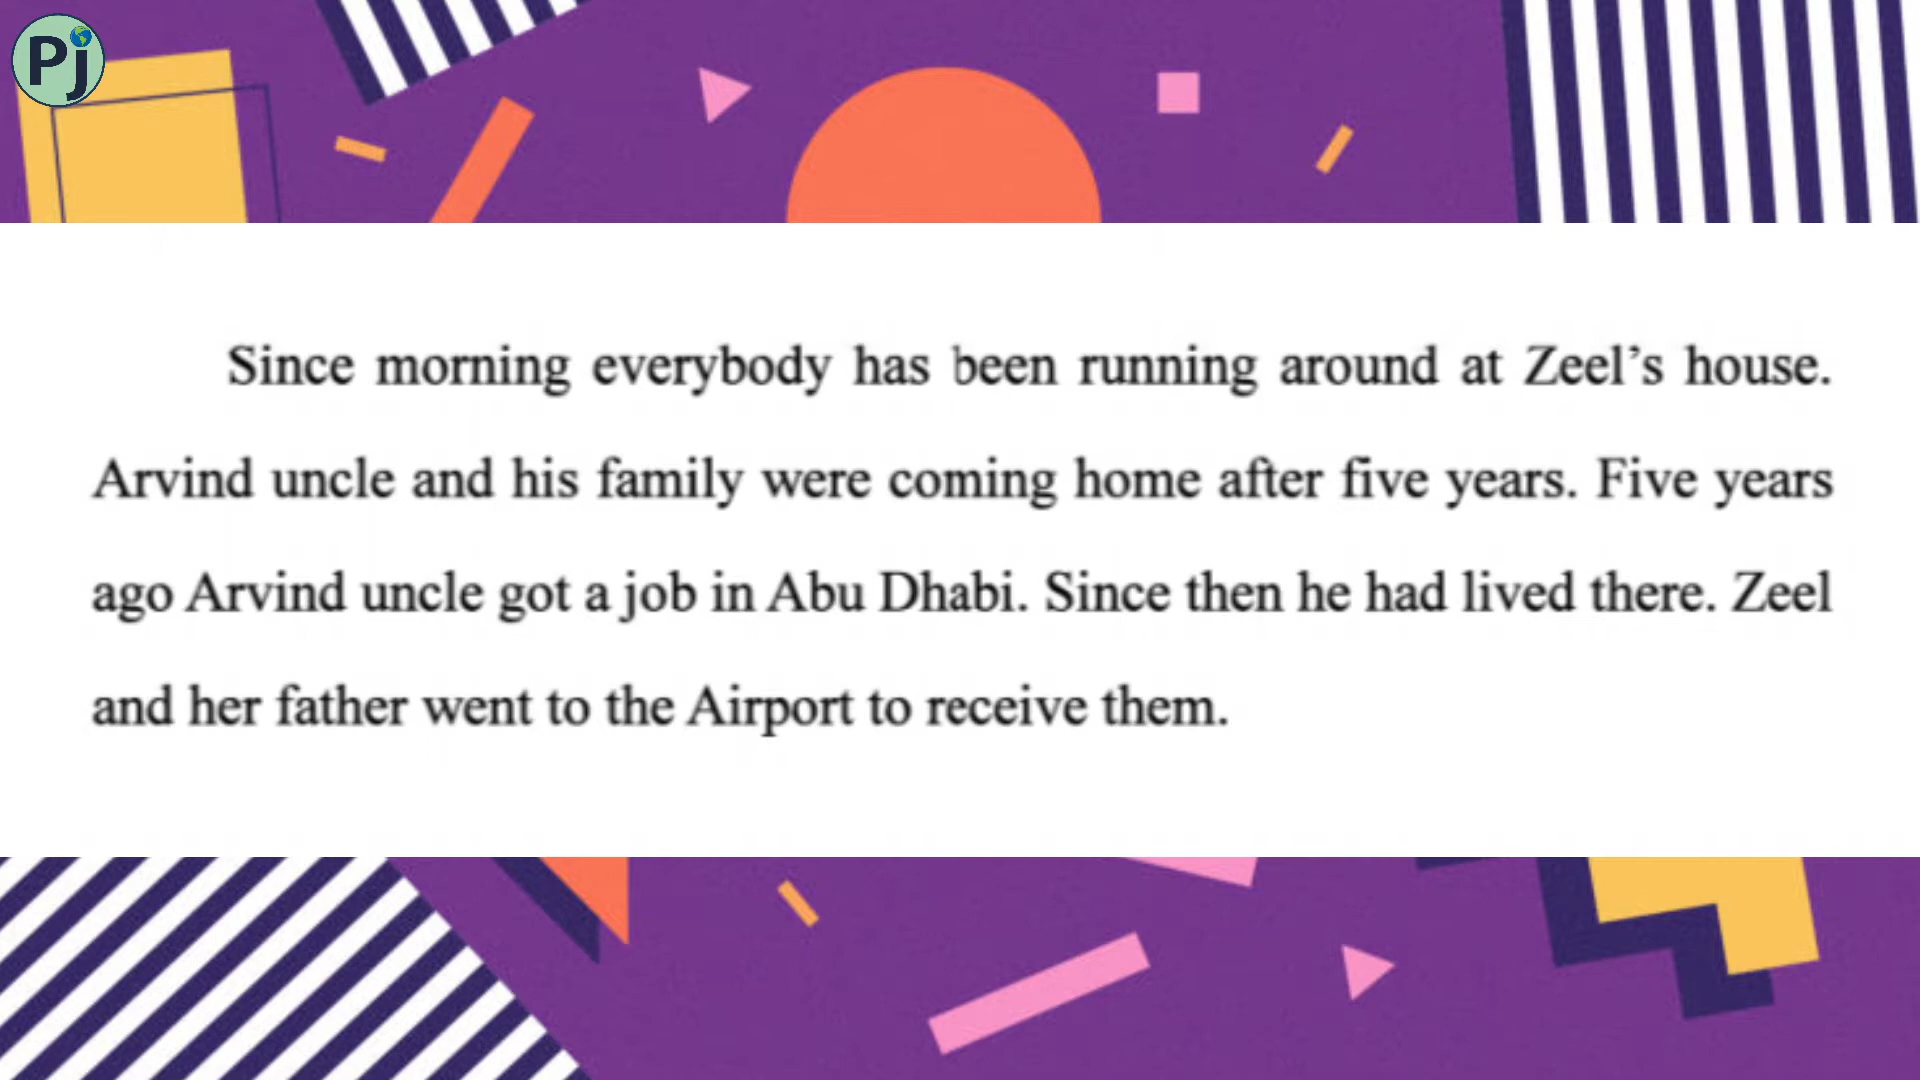 Pj
Since morning everybody has been running around at Zeel’s house.
Arvind uncle and his family were coming home after five years. Five years
ago Arvind uncle got a job in Abu Dhabi. Since then he had lived there. Zeel
and her father went to the Airport to receive them.